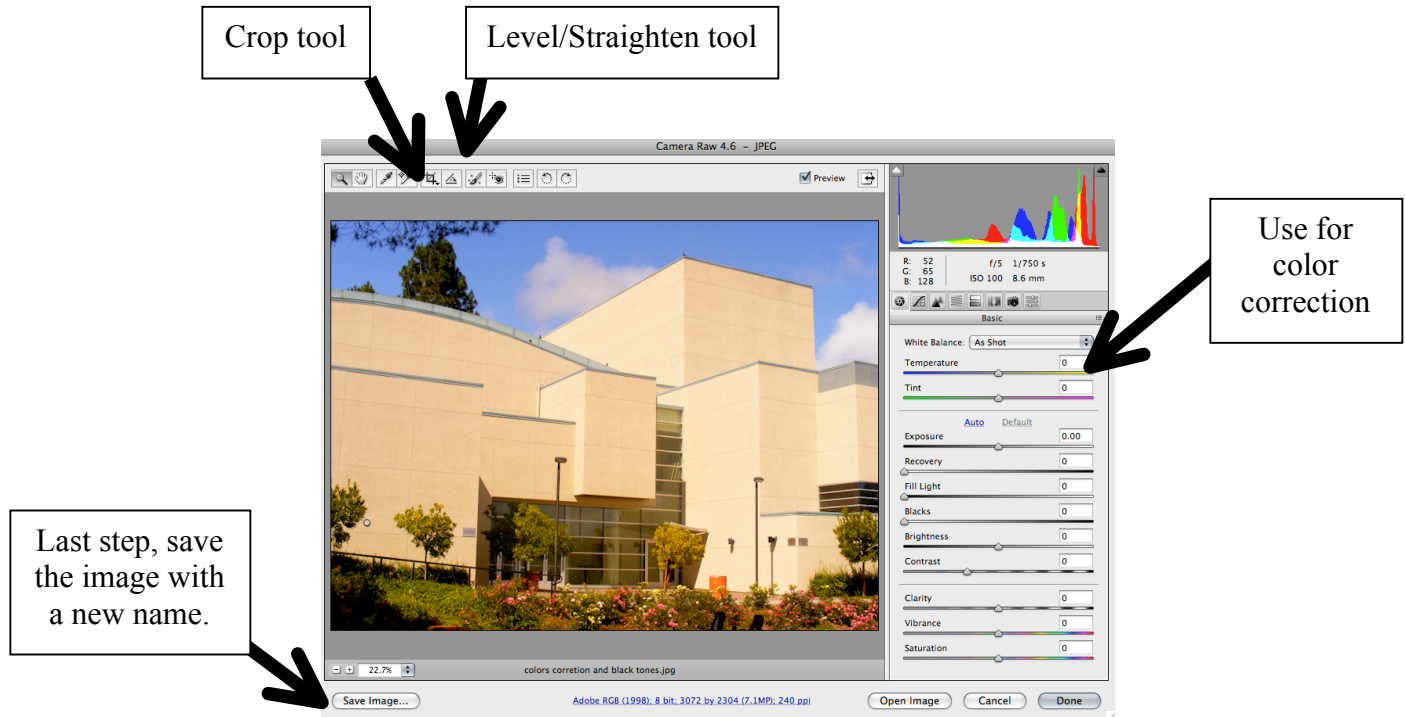 Crop tool
Level/Straighten tool
Camera Raw 4.6 – JPEG
Preview
R: 52
G: 65
B: 128
f/5 1/750 s
ISO 100 8.6 mm
Use for
color
correction
Basic
White Balance: As Shot
Temperature 0
Tint 0
Auto Default
Exposure 0.00
Recovery 0
Fill Light 0
Blacks 0
Brightness 0
Contrast 0
Clarity 0
Vibrance 0
Saturation 0
Last step, save
the image with
a new name.
22.7%
colors corretion and black tones.jpg
Save Image...
Adobe RGB (1998); 8 bit; 3072 by 2304 (7.1MP); 240 ppi
Open Image
Cancel
Done